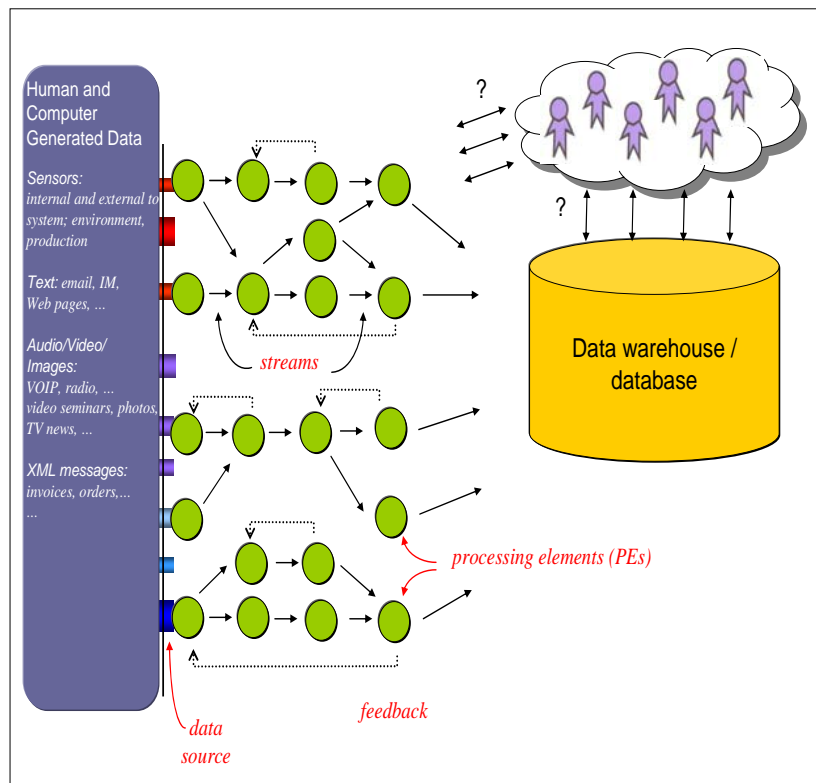 Human and
Computer
Generated Data
Sensors:
internal and external to
system; environment,
production
Text: email, IM,
Web pages, ...
Audio/Video/
Images:
VOIP, radio, ...
video seminars, photos,
TV news, ...
XML messages:
invoices, orders,...
...
?
?
Data warehouse /
database
streams
processing elements (PEs)
feedback
data
source